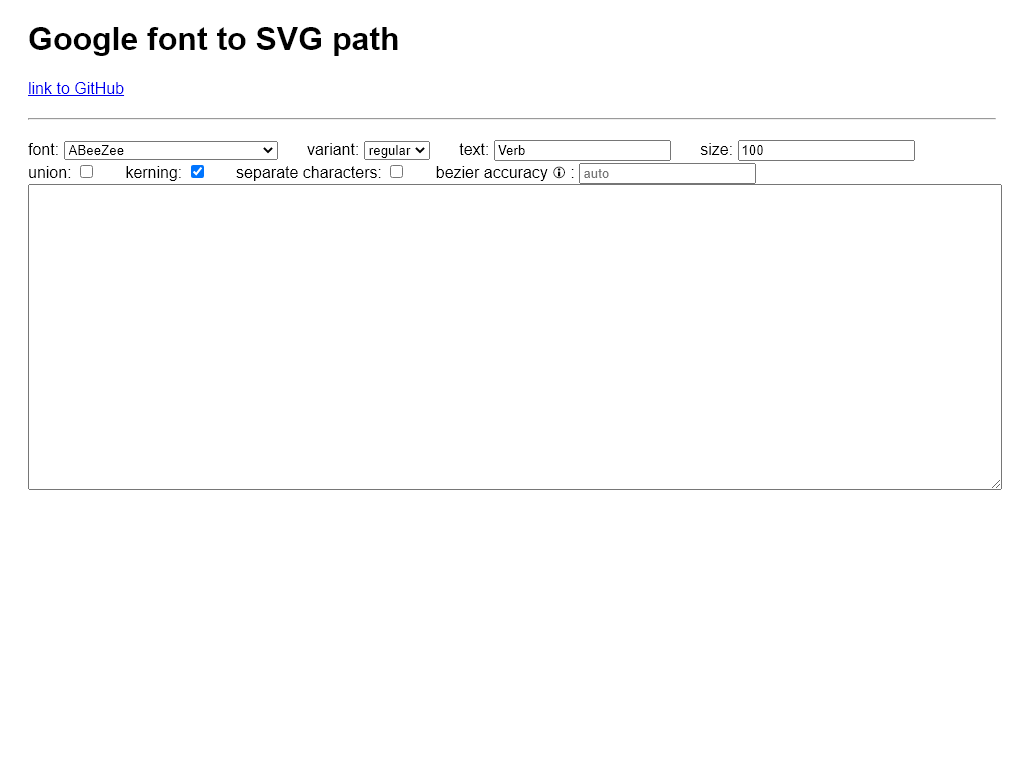 Google font to SVG path
link to GitHub
font: ABeeZee variant: regular text: Verb size: 100
union: kerning: separate characters: bezier accuracy 🛈 : auto